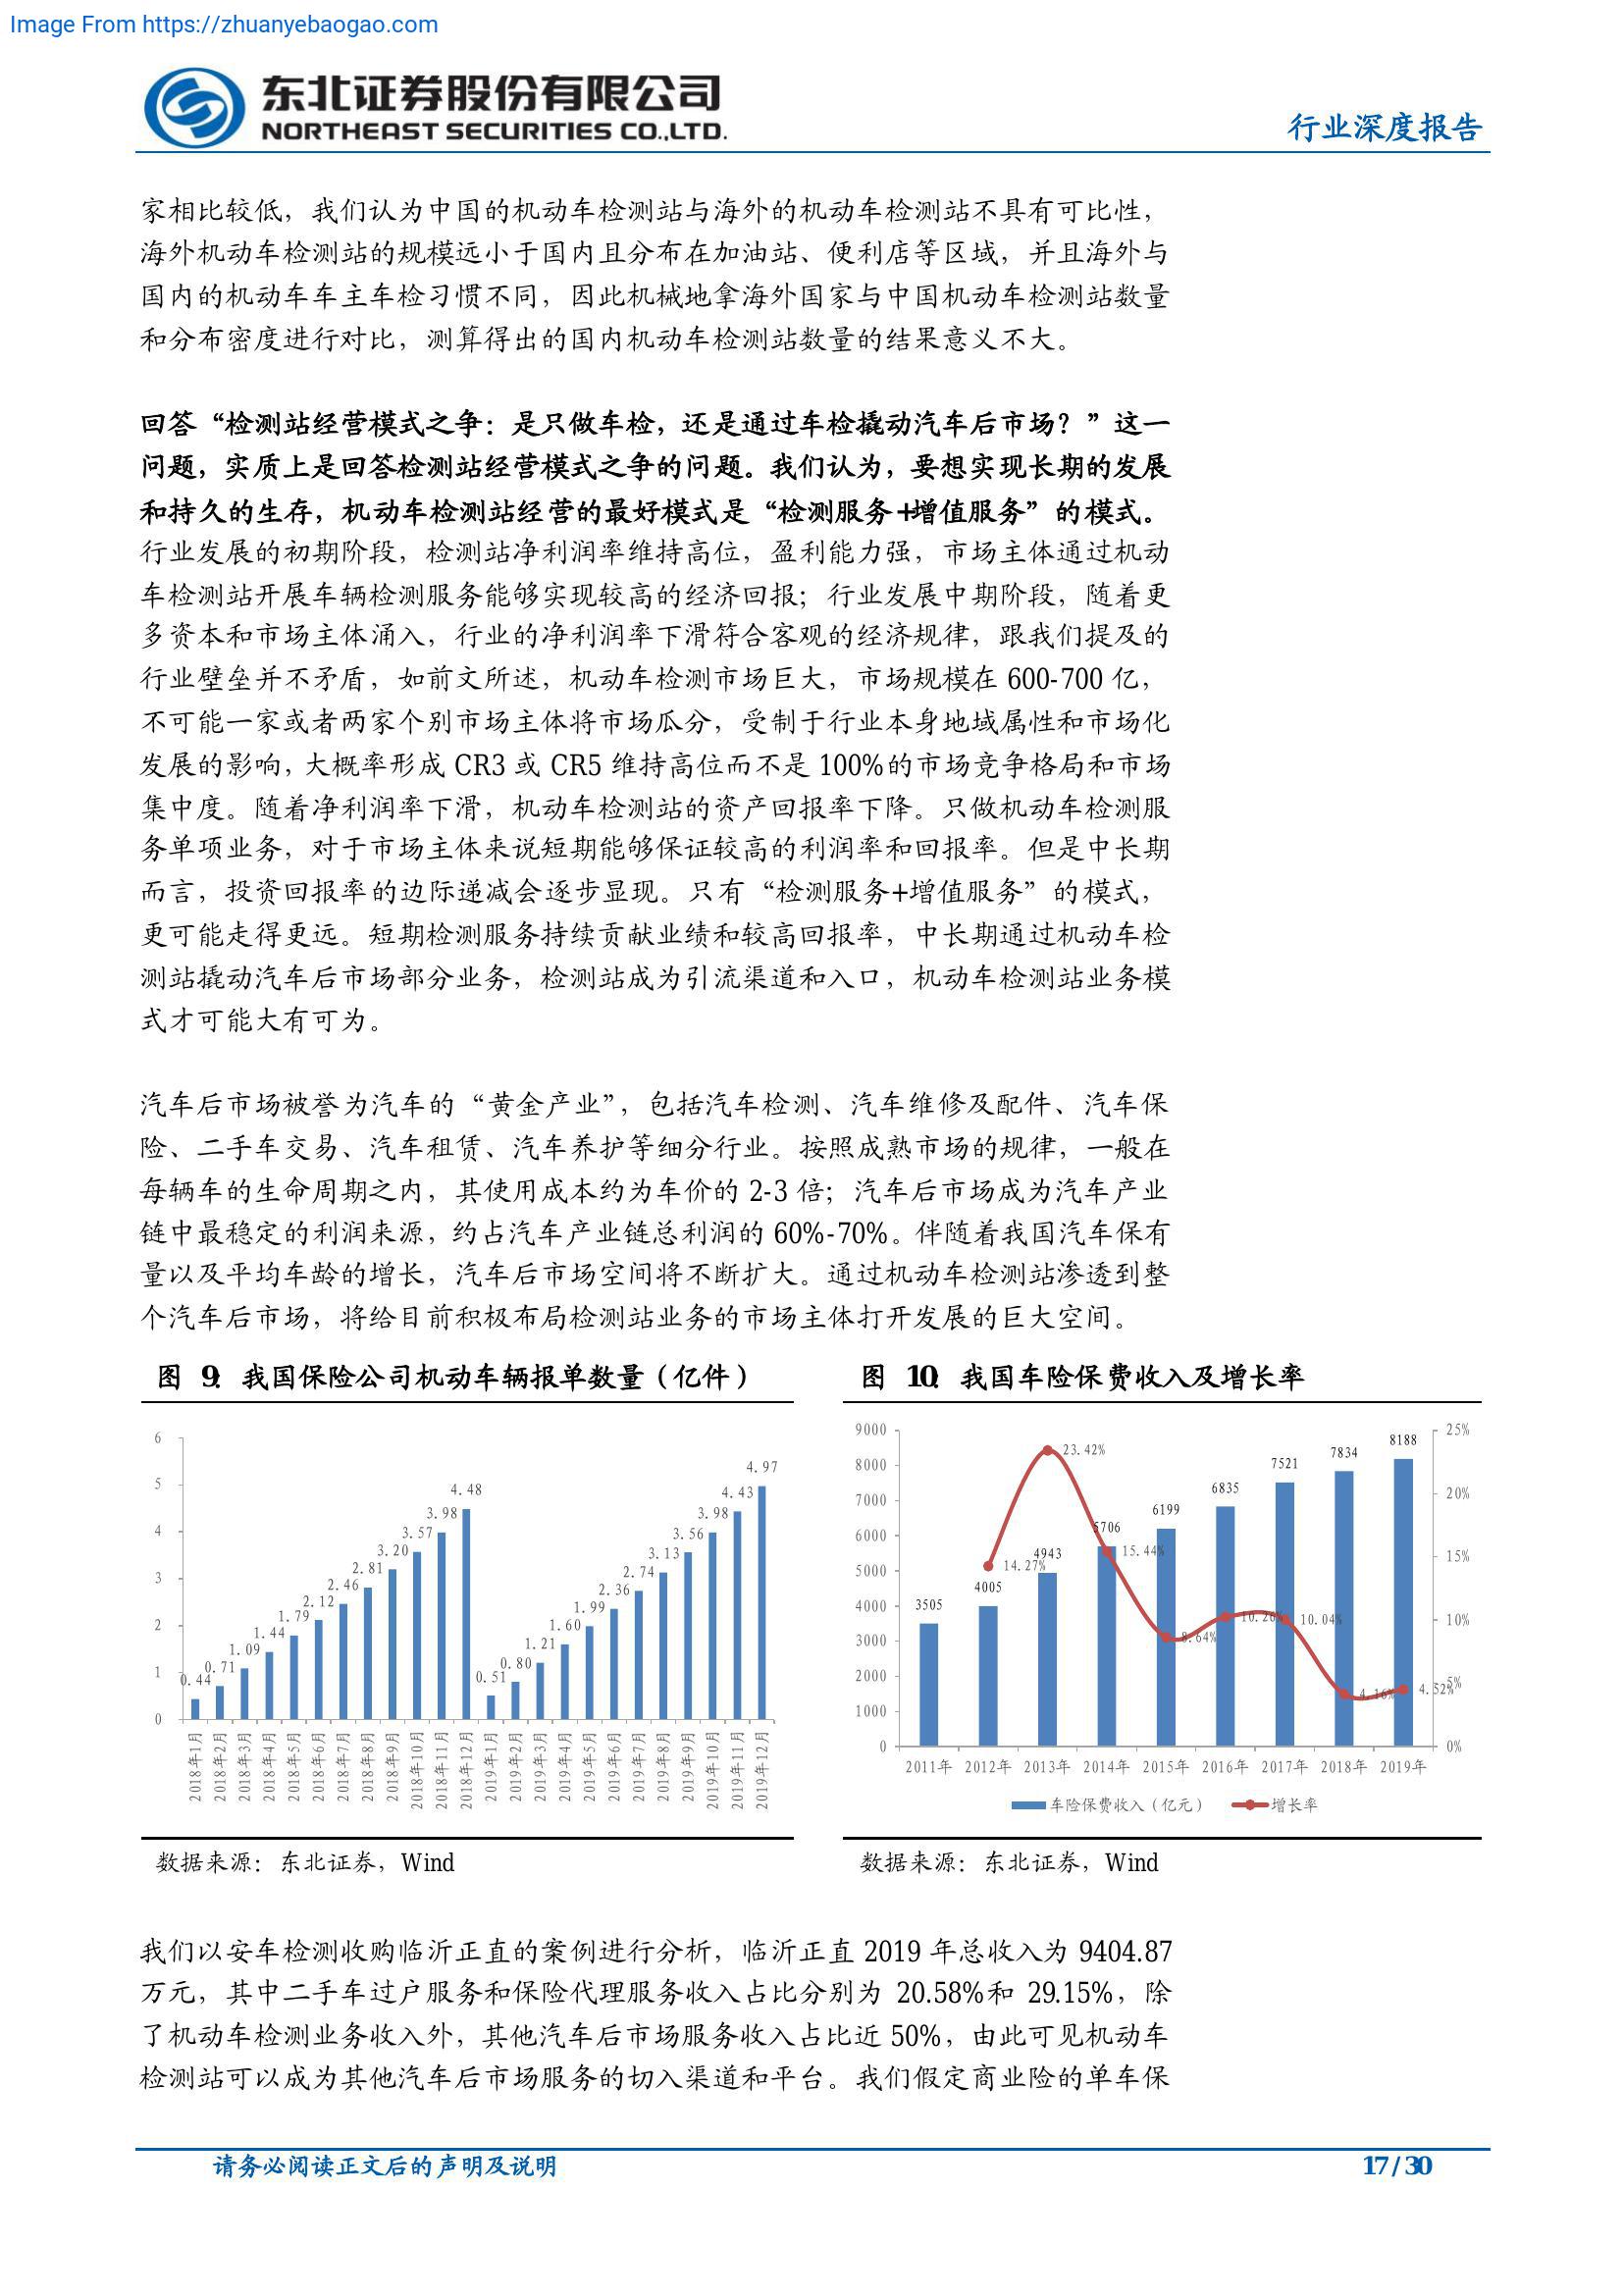 Image From https://zhuanyebaogao.com
东北证券股份有限公司
NORTHEAST SECURITIES CO.,LTD.
行业深度报告
家相比较低，我们认为中国的机动车检测站与海外的机动车检测站不具有可比性，
海外机动车检测站的规模远小于国内且分布在加油站、便利店等区域，并且海外与
国内的机动车车主车检习惯不同，因此机械地拿海外国家与中国机动车检测站数量
和分布密度进行对比，测算得出的国内机动车检测站数量的结果意义不大。
回答“检测站经营模式之争：是只做车检，还是通过车检撬动汽车后市场？”这一
问题，实质上是回答检测站经营模式之争的问题。我们认为，要想实现长期的发展
和持久的生存，机动车检测站经营的最好模式是“检测服务+增值服务”的模式。
行业发展的初期阶段，检测站净利润率维持高位，盈利能力强，市场主体通过机动
车检测站开展车辆检测服务能够实现较高的经济回报；行业发展中期阶段，随着更
多资本和市场主体涌入，行业的净利润率下滑符合客观的经济规律，跟我们提及的
行业壁垒并不矛盾，如前文所述，机动车检测市场巨大，市场规模在 600-700 亿，
不可能一家或者两家个别市场主体将市场瓜分，受制于行业本身地域属性和市场化
发展的影响，大概率形成 CR3 或 CR5 维持高位而不是 100%的市场竞争格局和市场
集中度。随着净利润率下滑，机动车检测站的资产回报率下降。只做机动车检测服
务单项业务，对于市场主体来说短期能够保证较高的利润率和回报率。但是中长期
而言，投资回报率的边际递减会逐步显现。只有“检测服务+增值服务”的模式，
更可能走得更远。短期检测服务持续贡献业绩和较高回报率，中长期通过机动车检
测站撬动汽车后市场部分业务，检测站成为引流渠道和入口，机动车检测站业务模
式才可能大有可为。
汽车后市场被誉为汽车的“黄金产业”，包括汽车检测、汽车维修及配件、汽车保
险、二手车交易、汽车租赁、汽车养护等细分行业。按照成熟市场的规律，一般在
每辆车的生命周期之内，其使用成本约为车价的 2-3 倍；汽车后市场成为汽车产业
链中最稳定的利润来源，约占汽车产业链总利润的 60%-70%。伴随着我国汽车保有
量以及平均车龄的增长，汽车后市场空间将不断扩大。通过机动车检测站渗透到整
个汽车后市场，将给目前积极布局检测站业务的市场主体打开发展的巨大空间。
图 9：我国保险公司机动车辆报单数量（亿件）
6
5
4
3
2
1
0
0.44 0.71 1.09 1.44 1.79 2.12 2.46 2.81 3.20 3.57 3.98 4.48 0.51 0.80 1.21 1.60 1.99 2.36 2.74 3.13 3.56 3.98 4.43 4.97
2018年1月 2018年2月 2018年3月 2018年4月 2018年5月 2018年6月 2018年7月 2018年8月 2018年9月 2018年10月 2018年11月 2018年12月 2019年1月 2019年2月 2019年3月 2019年4月 2019年5月 2019年6月 2019年7月 2019年8月 2019年9月 2019年10月 2019年11月 2019年12月
数据来源：东北证券，Wind
图 10：我国车险保费收入及增长率
9000
8000
7000
6000
5000
4000
3000
2000
1000
0
3505 4005 4943 5706 6199 6835 7521 7834 8188
14.27% 23.42% 15.44% 8.64% 10.26% 10.04% 4.16% 4.52%
25%
20%
15%
10%
5%
0%
2011年 2012年 2013年 2014年 2015年 2016年 2017年 2018年 2019年
车险保费收入（亿元） 增长率
数据来源：东北证券，Wind
我们以安车检测收购临沂正直的案例进行分析，临沂正直 2019 年总收入为 9404.87
万元，其中二手车过户服务和保险代理服务收入占比分别为 20.58%和 29.15%，除
了机动车检测业务收入外，其他汽车后市场服务收入占比近 50%，由此可见机动车
检测站可以成为其他汽车后市场服务的切入渠道和平台。我们假定商业险的单车保
请务必阅读正文后的声明及说明
17 / 30